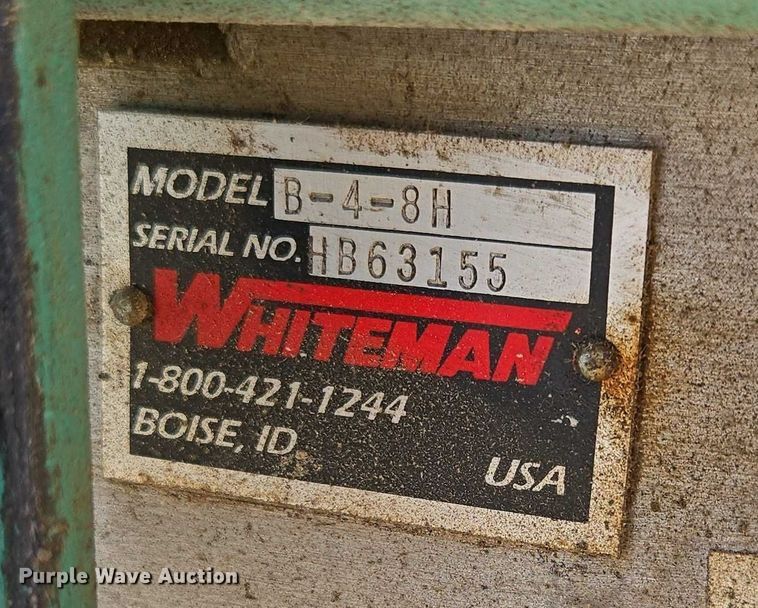 MODEL B-4-8H
SERIAL NO. HB63155
WHITEMAN
1-800-421-1244
BOISE, ID
USA
Purple Wave Auction